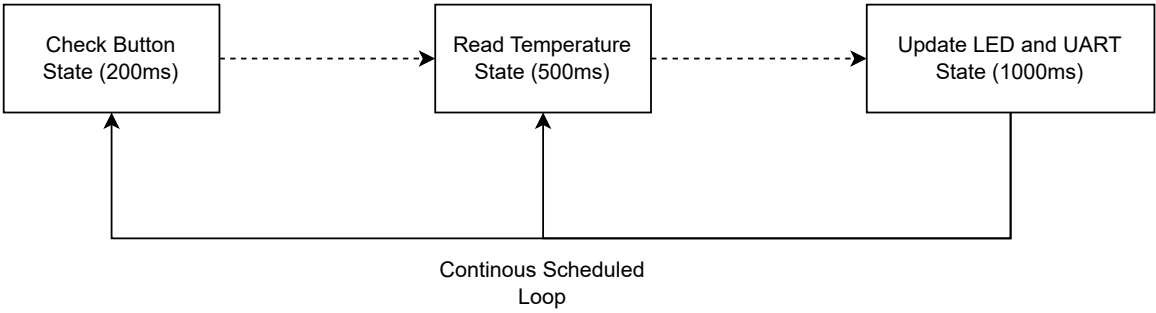 Check Button
State (200ms)
Read Temperature
State (500ms)
Update LED and UART
State (1000ms)
Continous Scheduled
Loop